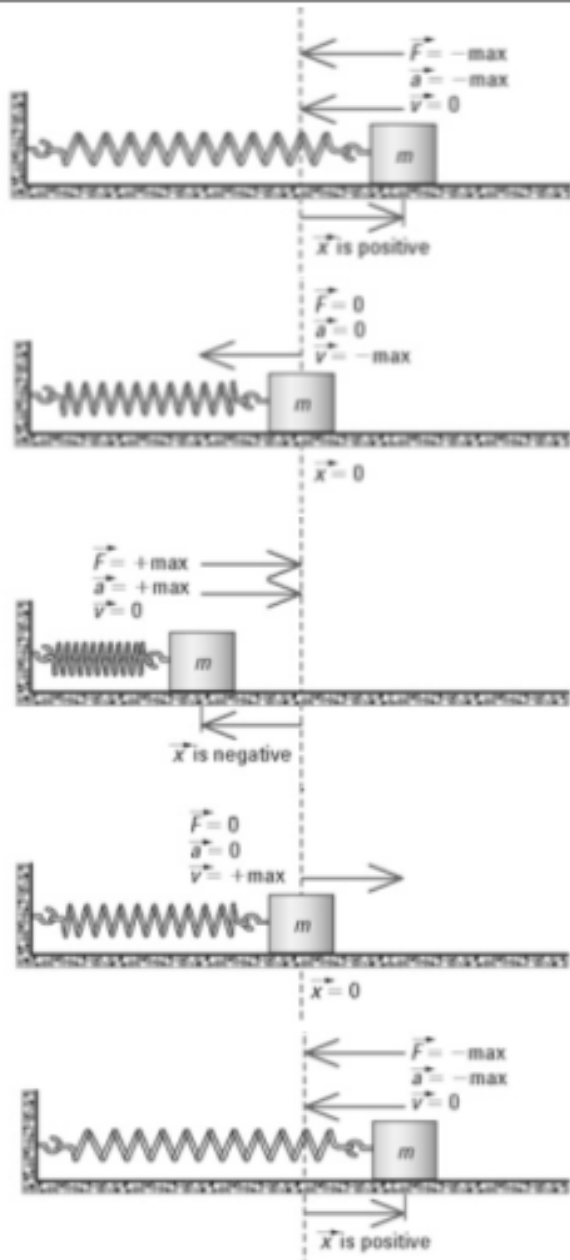 F⃗ = −max
a⃗ = −max
v⃗ = 0
m
x⃗ is positive
F⃗ = 0
a⃗ = 0
v⃗ = −max
m
x⃗ = 0
F⃗ = +max
a⃗ = +max
v⃗ = 0
m
x⃗ is negative
F⃗ = 0
a⃗ = 0
v⃗ = +max
m
x⃗ = 0
F⃗ = −max
a⃗ = −max
v⃗ = 0
m
x⃗ is positive